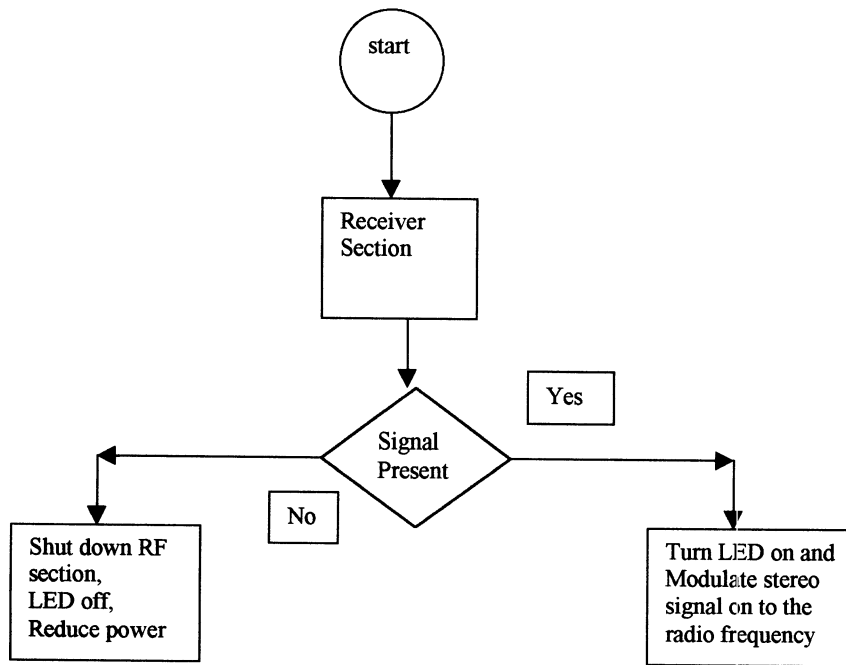 start
Receiver
Section
Signal
Present
Yes
No
Shut down RF
section,
LED off,
Reduce power
Turn LED on and
Modulate stereo
signal on to the
radio frequency